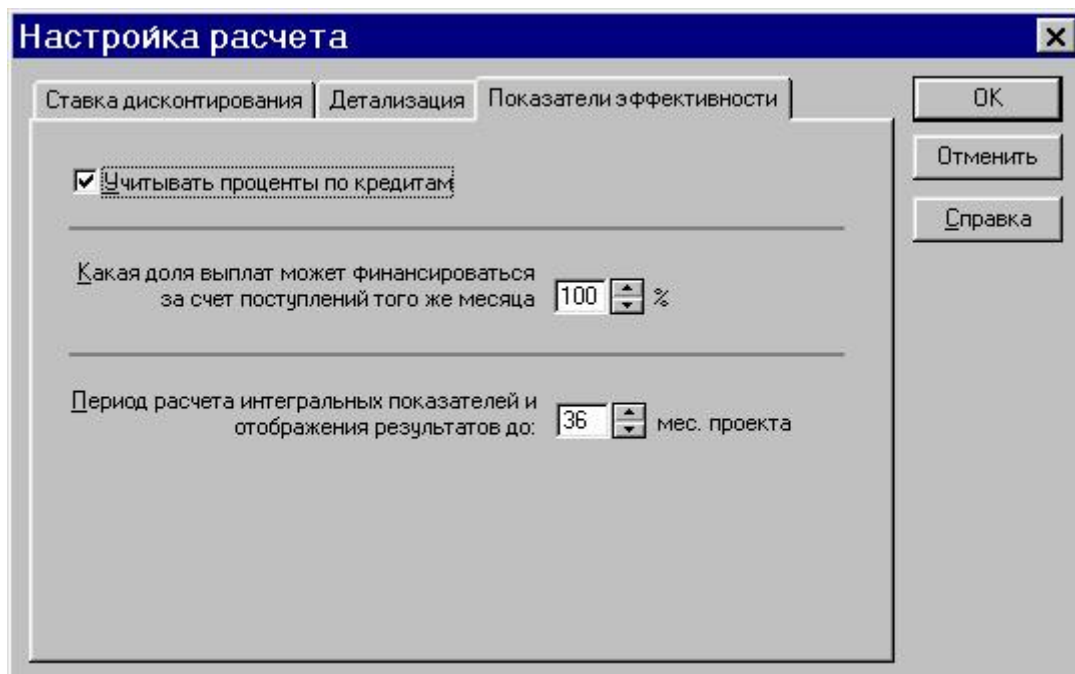 Настройка расчета
Ставка дисконтирования Детализация Показатели эффективности
OK
Отменить
Справка
Учитывать проценты по кредитам
Какая доля выплат может финансироваться
за счет поступлений того же месяца 100 %
Период расчета интегральных показателей и
отображения результатов до: 36 мес. проекта